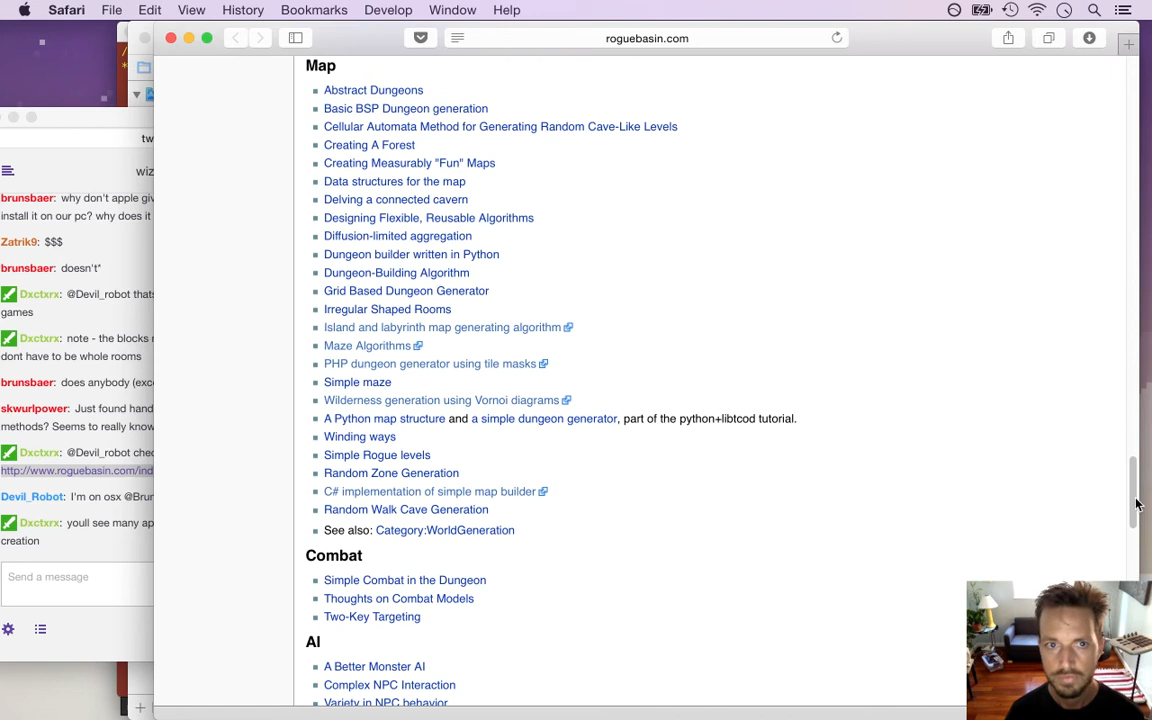 Safari File Edit View History Bookmarks Develop Window Help
roguebasin.com
Map
Abstract Dungeons
Basic BSP Dungeon generation
Cellular Automata Method for Generating Random Cave-Like Levels
Creating A Forest
Creating Measurably "Fun" Maps
Data structures for the map
Delving a connected cavern
Designing Flexible, Reusable Algorithms
Diffusion-limited aggregation
Dungeon builder written in Python
Dungeon-Building Algorithm
Grid Based Dungeon Generator
Irregular Shaped Rooms
Island and labyrinth map generating algorithm
Maze Algorithms
PHP dungeon generator using tile masks
Simple maze
Wilderness generation using Vornoi diagrams
A Python map structure and a simple dungeon generator, part of the python+libtcod tutorial.
Winding ways
Simple Rogue levels
Random Zone Generation
C# implementation of simple map builder
Random Walk Cave Generation
See also: Category:WorldGeneration
Combat
Simple Combat in the Dungeon
Thoughts on Combat Models
Two-Key Targeting
AI
A Better Monster AI
Complex NPC Interaction
Variety in NPC behavior
tw
wiz
brunsbaer: why don't apple giv
install it on our pc? why does it
Zatrik9: $$$
brunsbaer: doesn't*
Dxctxrx: @Devil_robot thats
games
Dxctxrx: note - the blocks
dont have to be whole rooms
brunsbaer: does anybody (exc
skwurlpower: Just found hand
methods? Seems to really know
Dxctxrx: @Devil_robot chec
http://www.roguebasin.com/ind
Devil_Robot: I'm on osx @Brun
Dxctxrx: youll see many ap
creation
Send a message